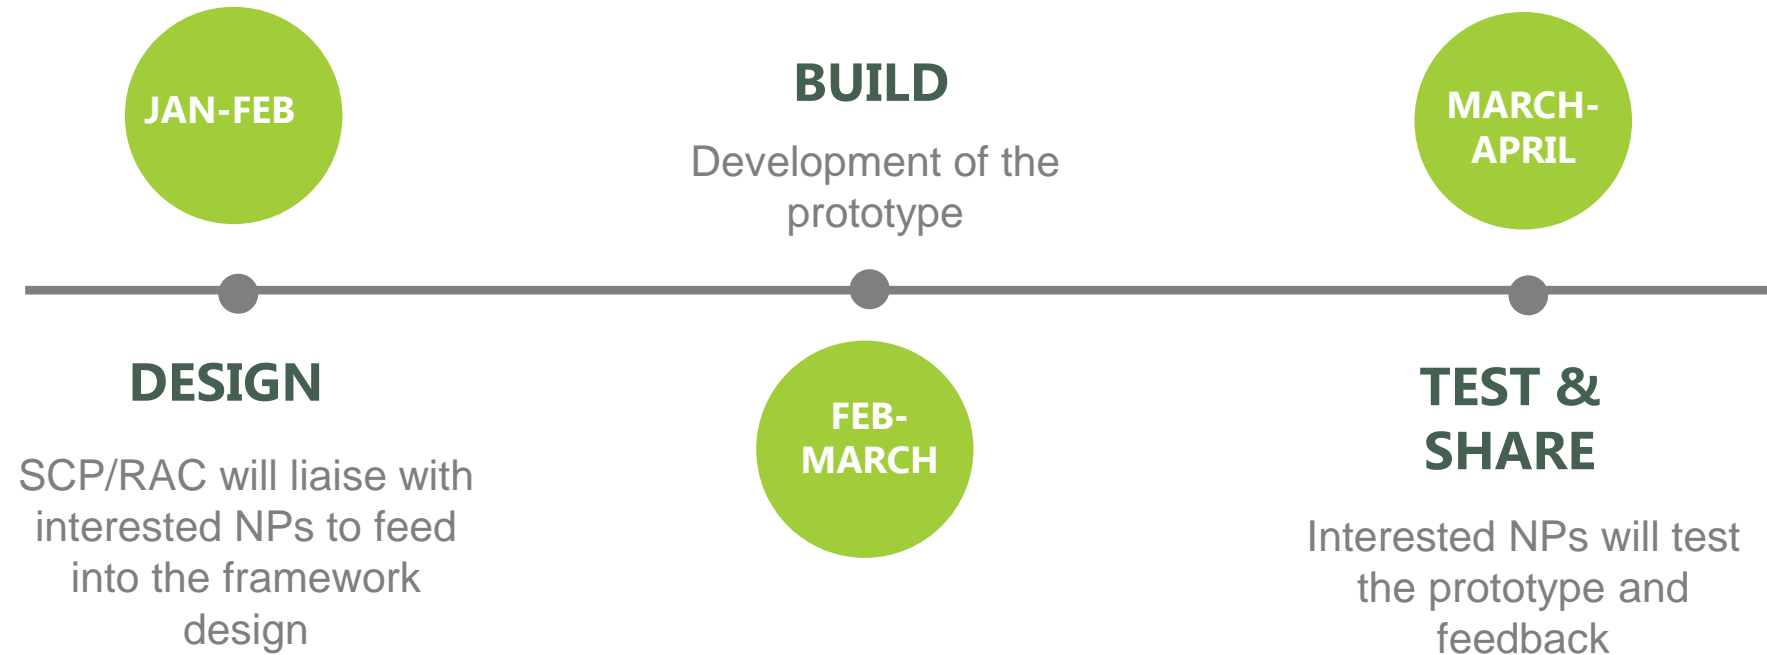 JAN-FEB
DESIGN
SCP/RAC will liaise with
interested NPs to feed
into the framework
design
BUILD
Development of the
prototype
FEB-
MARCH
MARCH-
APRIL
TEST &
SHARE
Interested NPs will test
the prototype and
feedback